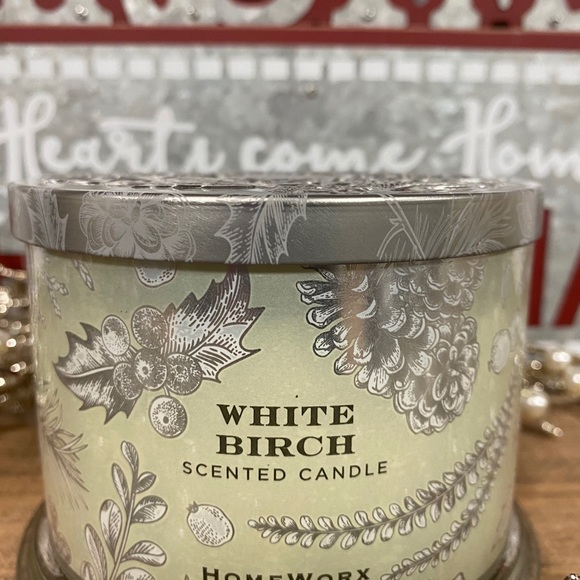 Hearts come Hom
WHITE
BIRCH
SCENTED CANDLE
HOMEWORX